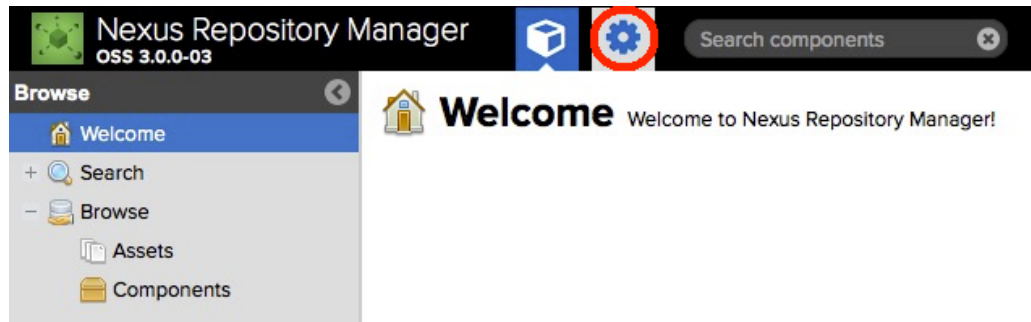 Nexus Repository Manager
OSS 3.0.0-03
Search components
Browse
Welcome
Search
Browse
Assets
Components
Welcome Welcome to Nexus Repository Manager!